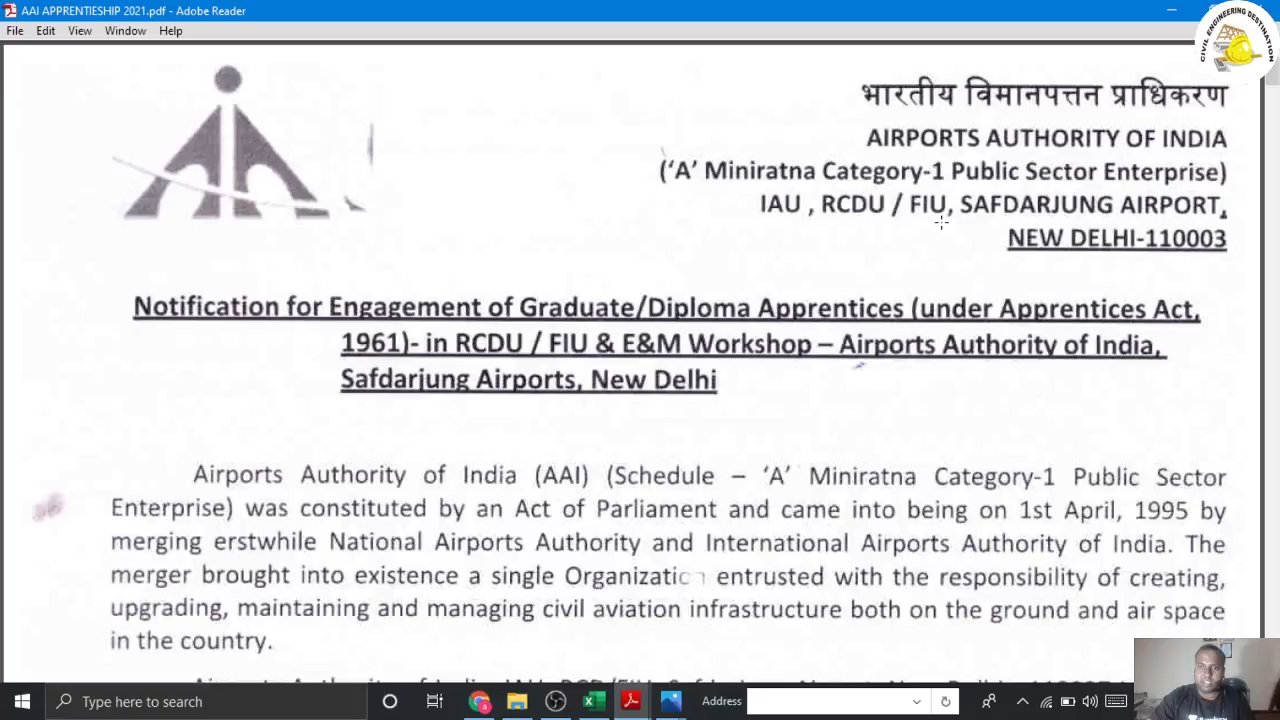 AAI APPRENTIESHIP 2021.pdf - Adobe Reader
File Edit View Window Help
CIVIL ENGINEERING DESTINATION
भारतीय विमानपत्तन प्राधिकरण
AIRPORTS AUTHORITY OF INDIA
(‘A’ Miniratna Category-1 Public Sector Enterprise)
IAU , RCDU / FIU, SAFDARJUNG AIRPORT,
NEW DELHI-110003
Notification for Engagement of Graduate/Diploma Apprentices (under Apprentices Act,
1961)- in RCDU / FIU & E&M Workshop – Airports Authority of India,
Safdarjung Airports, New Delhi
Airports Authority of India (AAI) (Schedule – ‘A’ Miniratna Category-1 Public Sector
Enterprise) was constituted by an Act of Parliament and came into being on 1st April, 1995 by
merging erstwhile National Airports Authority and International Airports Authority of India. The
merger brought into existence a single Organization entrusted with the responsibility of creating,
upgrading, maintaining and managing civil aviation infrastructure both on the ground and air space
in the country.
Type here to search
Address